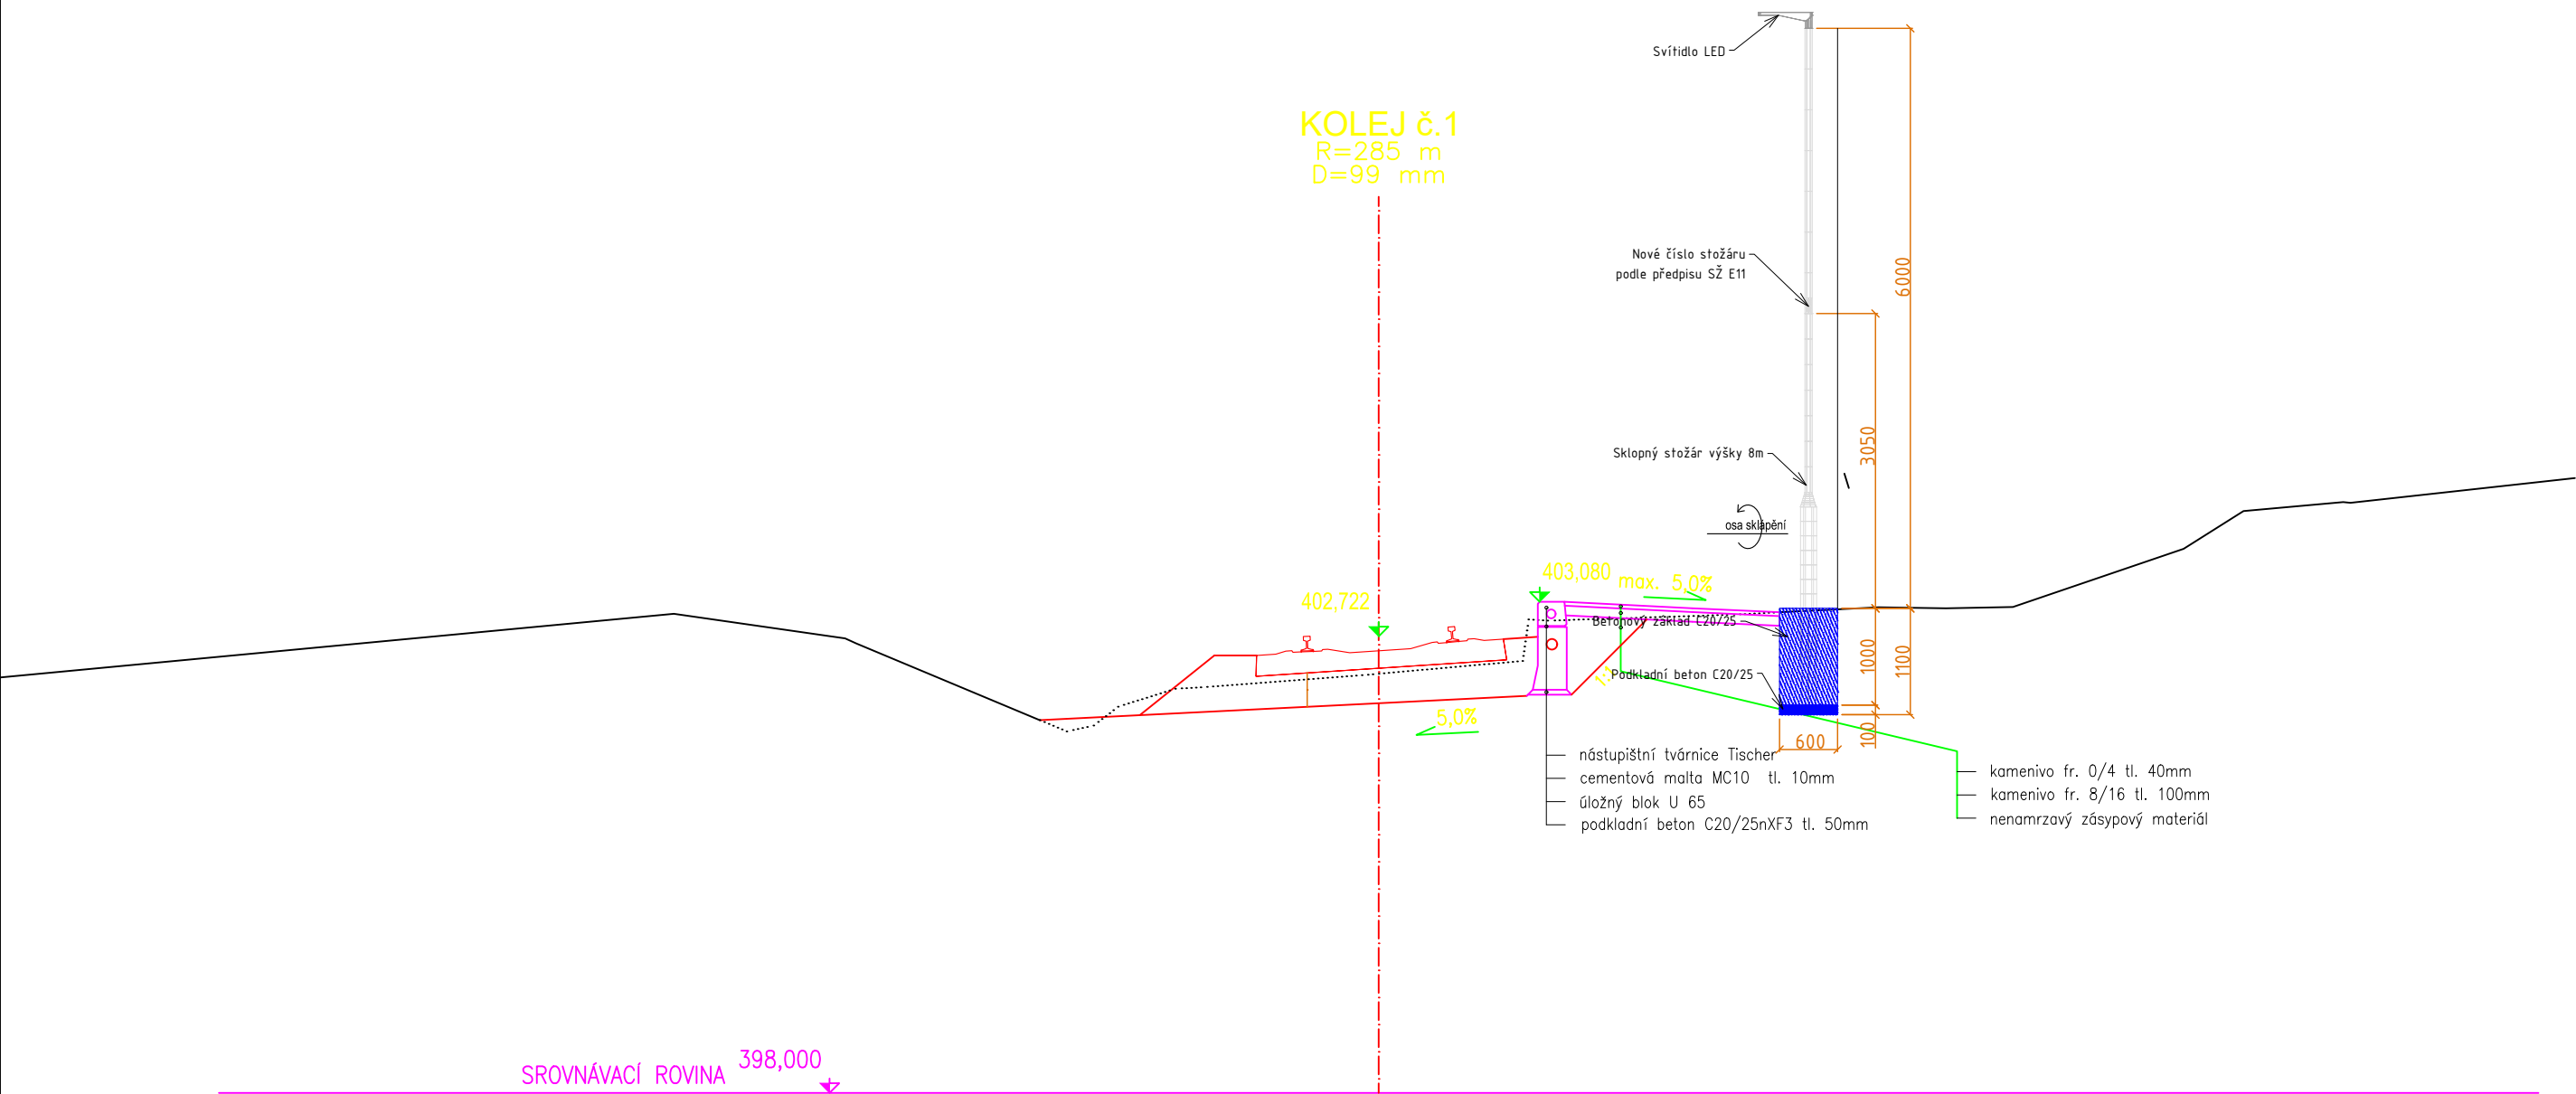 Svítidlo LED
KOLEJ č.1
R=285 m
D=99 mm
Nové číslo stožáru
podle předpisu SŽ E11
6000
3050
Sklopný stožár výšky 8m
osa sklápění
403,080
max. 5,0%
402,722
Betonový základ C20/25
1:1
Podkladní beton C20/25
1000
1100
5,0%
600
100
nástupištní tvárnice Tischer
cementová malta MC10 tl. 10mm
úložný blok U 65
podkladní beton C20/25nXF3 tl. 50mm
kamenivo fr. 0/4 tl. 40mm
kamenivo fr. 8/16 tl. 100mm
nenamrzavý zásypový materiál
SROVNÁVACÍ ROVINA 398,000